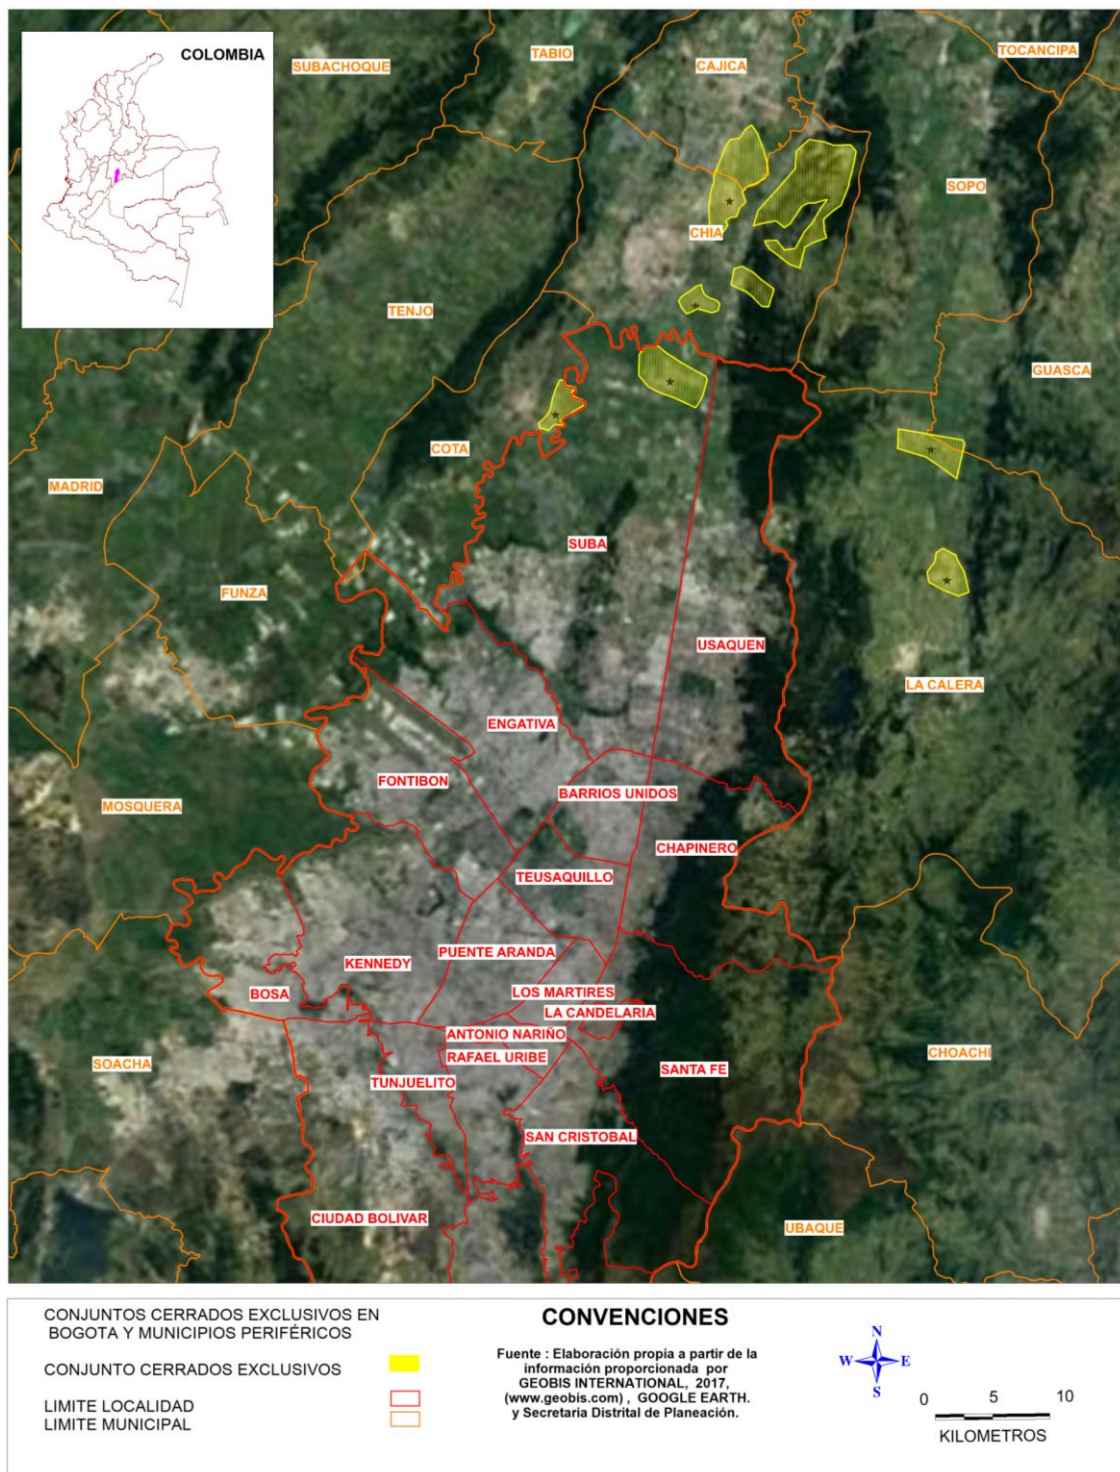 COLOMBIA
SUBACHOQUE
TABIO
CAJICA
TOCANCIPA
SOPO
CHIA
TENJO
GUASCA
COTA
MADRID
SUBA
FUNZA
USAQUEN
LA CALERA
ENGATIVA
FONTIBON
BARRIOS UNIDOS
MOSQUERA
CHAPINERO
TEUSAQUILLO
PUENTE ARANDA
KENNEDY
BOSA
LOS MARTIRES
LA CANDELARIA
ANTONIO NARIÑO
RAFAEL URIBE
CHOACHI
SOACHA
SANTA FE
TUNJUELITO
SAN CRISTOBAL
CIUDAD BOLIVAR
UBAQUE
CONJUNTOS CERRADOS EXCLUSIVOS EN
BOGOTA Y MUNICIPIOS PERIFÉRICOS
CONJUNTO CERRADOS EXCLUSIVOS
LIMITE LOCALIDAD
LIMITE MUNICIPAL
CONVENCIONES
Fuente : Elaboración propia a partir de la
información proporcionada por
GEOBIS INTERNATIONAL, 2017,
(www.geobis.com) , GOOGLE EARTH.
y Secretaria Distrital de Planeación.
N
W E
S
0 5 10
KILOMETROS